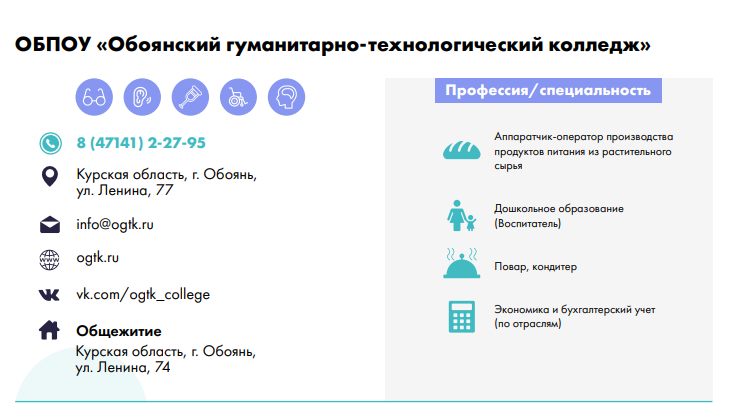 ОБПОУ «Обоянский гуманитарно-технологический колледж»
8 (47141) 2-27-95
Курская область, г. Обоянь,
ул. Ленина, 77
info@ogtk.ru
www
ogtk.ru
vk.com/ogtk_college
Общежитие
Курская область, г. Обоянь,
ул. Ленина, 74
Профессия/специальность
Аппаратчик-оператор производства
продуктов питания из растительного
сырья
Дошкольное образование
(Воспитатель)
Повар, кондитер
Экономика и бухгалтерский учет
(по отраслям)